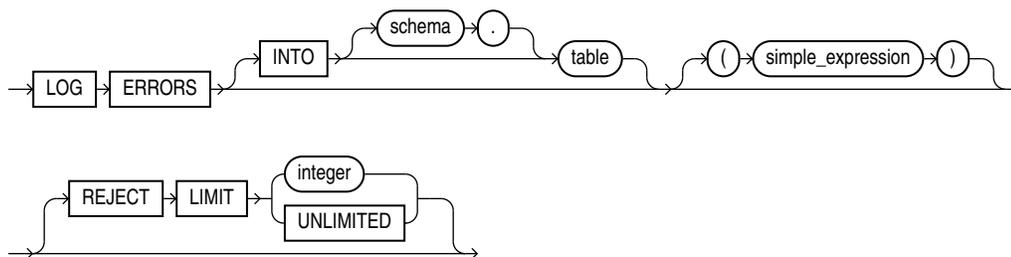 schema .
INTO table ( simple_expression )
LOG ERRORS
integer
REJECT LIMIT
UNLIMITED